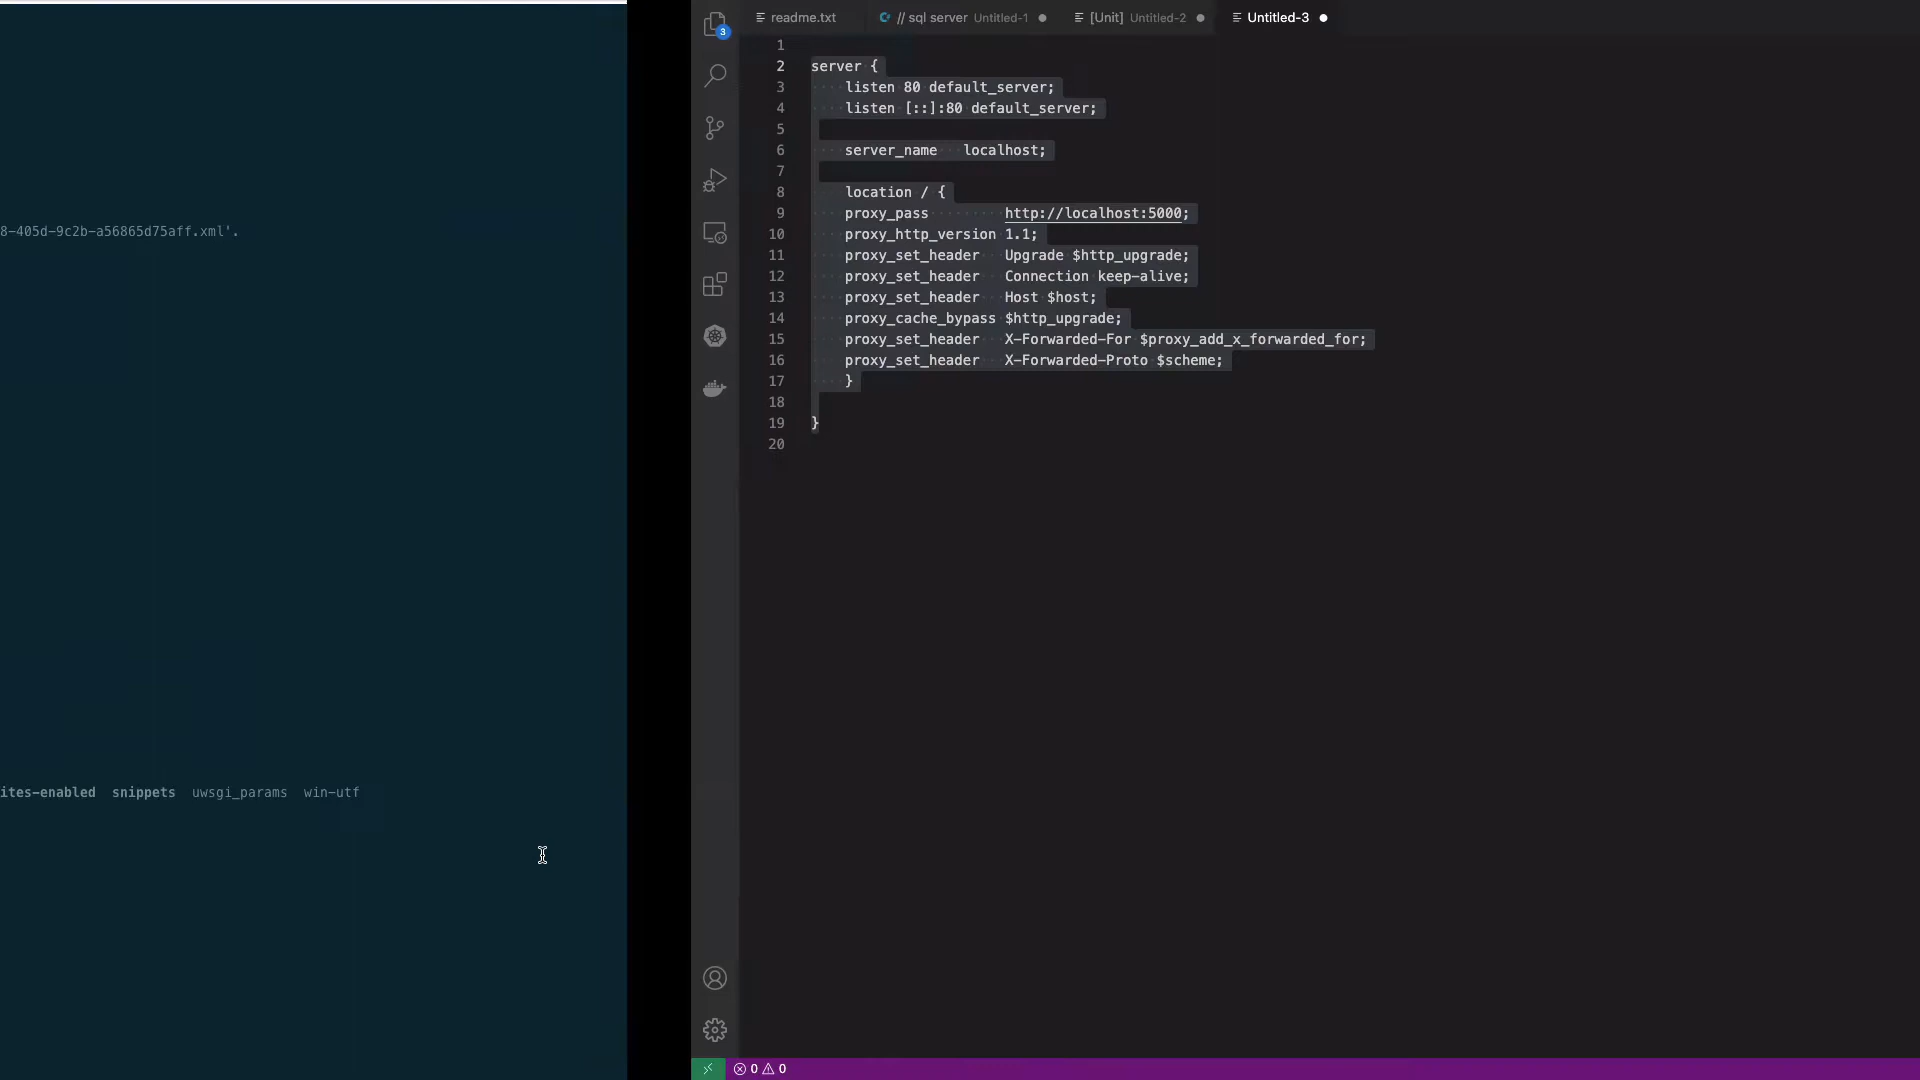 8-405d-9c2b-a56865d75aff.xml'.
ites-enabled  snippets  uwsgi_params  win-utf
3
readme.txt  // sql server  Untitled-1  [Unit]  Untitled-2  Untitled-3
1
2 server {
3     listen 80 default_server;
4     listen [::]:80 default_server;
5
6     server_name   localhost;
7
8     location / {
9     proxy_pass         http://localhost:5000;
10     proxy_http_version 1.1;
11     proxy_set_header   Upgrade $http_upgrade;
12     proxy_set_header   Connection keep-alive;
13     proxy_set_header   Host $host;
14     proxy_cache_bypass $http_upgrade;
15     proxy_set_header   X-Forwarded-For $proxy_add_x_forwarded_for;
16     proxy_set_header   X-Forwarded-Proto $scheme;
17     }
18
19 }
20
0 0